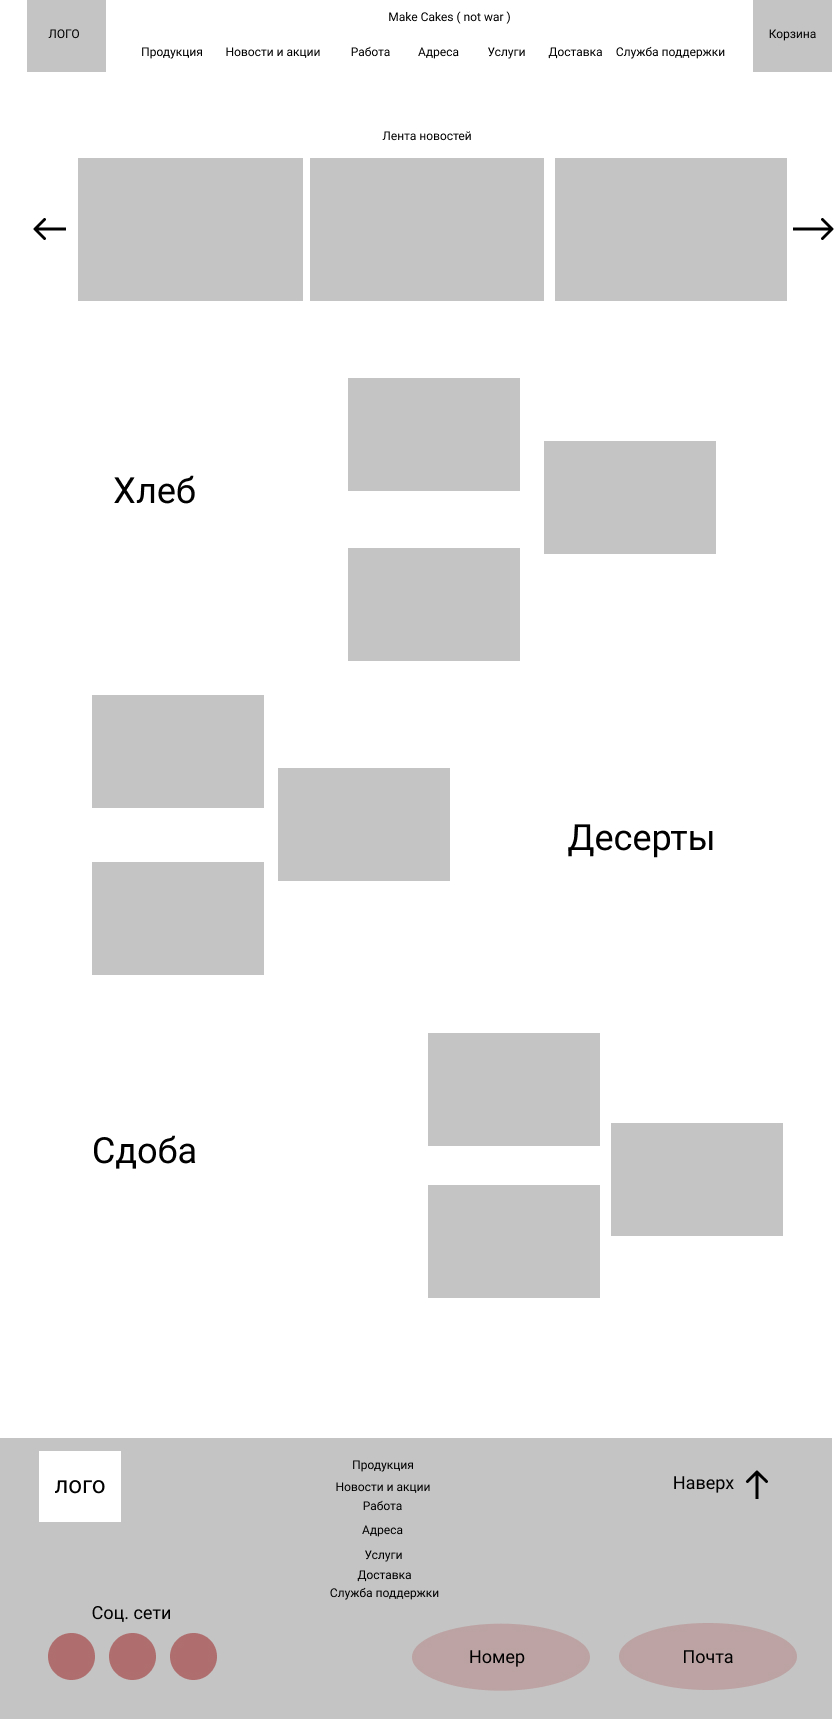 ЛОГО
Make Cakes ( not war )
Корзина
Продукция Новости и акции Работа Адреса Услуги Доставка Служба поддержки
Лента новостей
Хлеб
Десерты
Сдоба
ЛОГО
Продукция
Новости и акции
Работа
Адреса
Услуги
Доставка
Служба поддержки
Наверх
Соц. сети
Номер
Почта